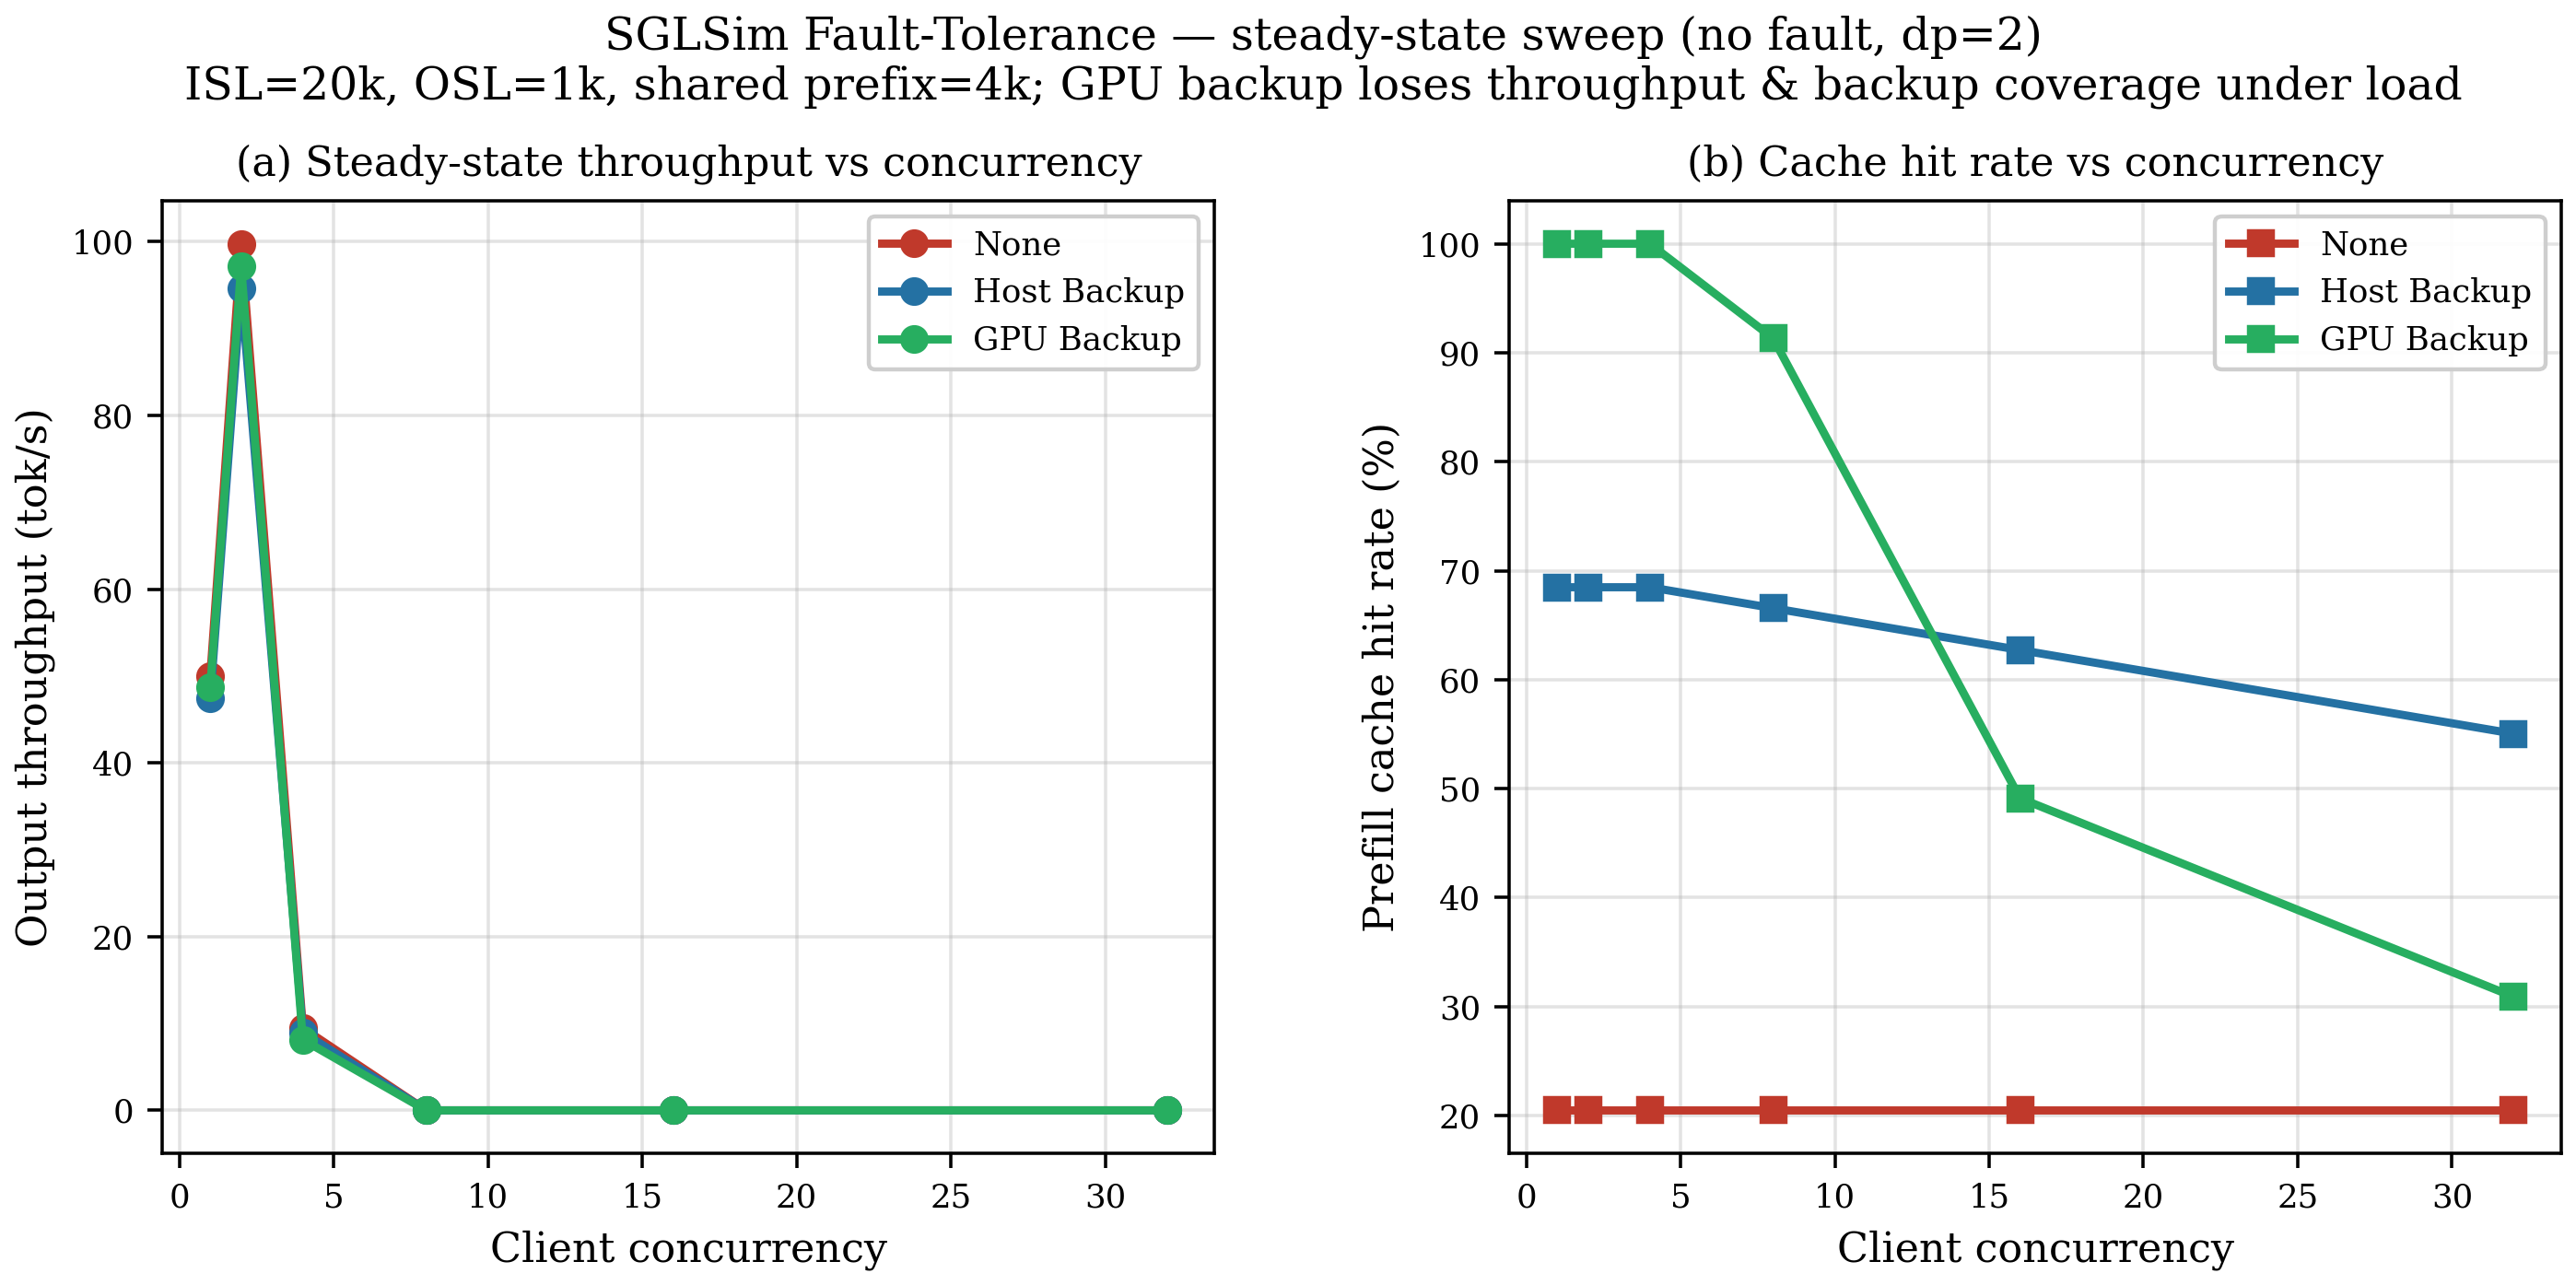 SGLSim Fault-Tolerance — steady-state sweep (no fault, dp=2)
ISL=20k, OSL=1k, shared prefix=4k; GPU backup loses throughput & backup coverage under load
(a) Steady-state throughput vs concurrency
Output throughput (tok/s)
100
80
60
40
20
0
None
Host Backup
GPU Backup
0 5 10 15 20 25 30
Client concurrency
(b) Cache hit rate vs concurrency
Prefill cache hit rate (%)
100
90
80
70
60
50
40
30
20
None
Host Backup
GPU Backup
0 5 10 15 20 25 30
Client concurrency